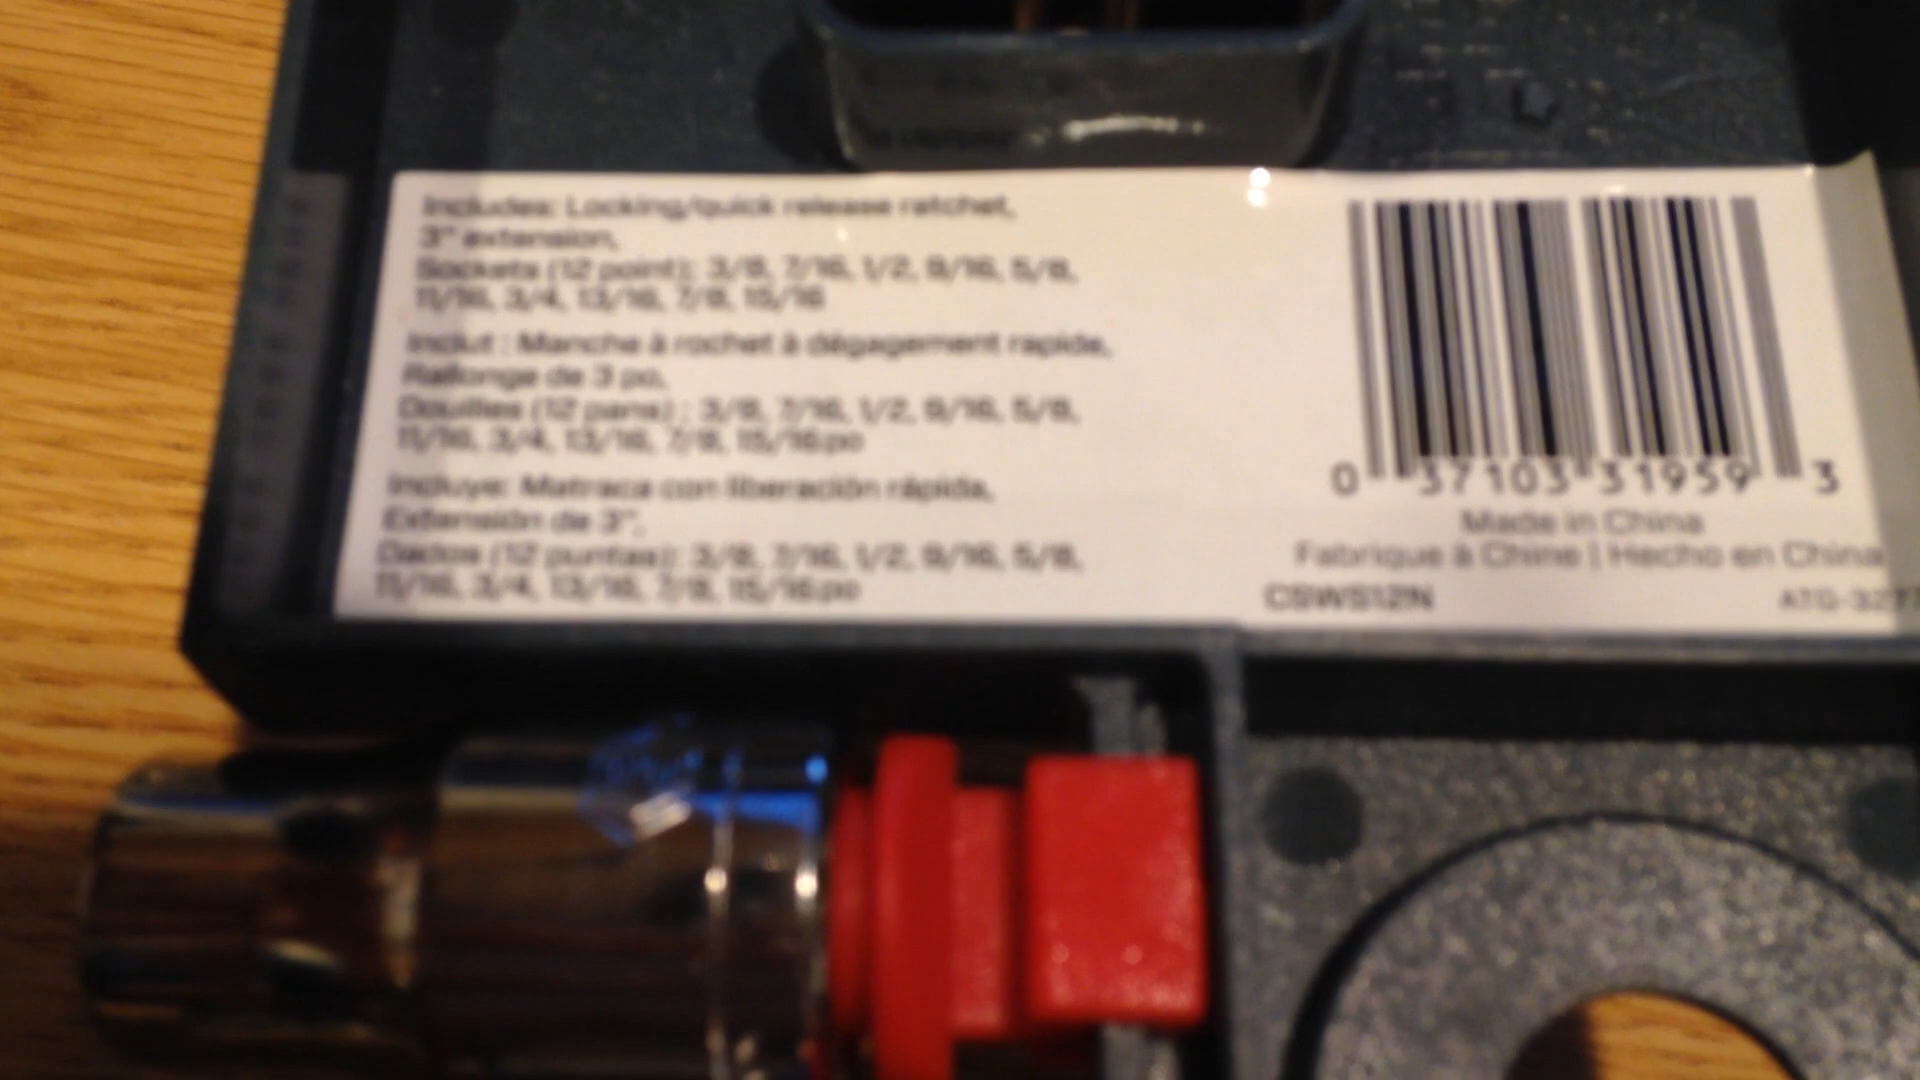 Includes: Locking/quick release ratchet,
3" extension,
Sockets (12 point): 3/8, 7/16, 1/2, 9/16, 5/8,
11/16, 3/4, 13/16, 7/8, 15/16
Inclut : Manche à rochet à dégagement rapide,
Rallonge de 3 po,
Douilles (12 pans) : 3/8, 7/16, 1/2, 9/16, 5/8,
11/16, 3/4, 13/16, 7/8, 15/16po
Incluye: Matraca con liberación rápida,
Extensión de 3",
Dados (12 puntas): 3/8, 7/16, 1/2, 9/16, 5/8,
11/16, 3/4, 13/16, 7/8, 15/16po
0 37103 31959 3
Made in China
Fabrique à Chine | Hecho en China
CSWS12N